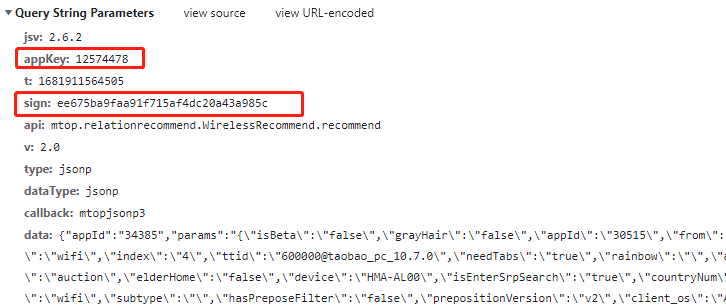 ▼ Query String Parameters view source view URL-encoded
jsv: 2.6.2
appKey: 12574478
t: 1681911564505
sign: ee675ba9faa91f715af4dc20a43a985c
api: mtop.relationrecommend.WirelessRecommend.recommend
v: 2.0
type: jsonp
dataType: jsonp
callback: mtopjsonp3
data: {"appId":"34385","params":"{\"isBeta\":\"false\",\"grayHair\":\"false\",\"appId\":\"30515\",\"from\":
\":\"wifi\",\"index\":\"4\",\"ttid\":\"600000@taobao_pc_10.7.0\",\"needTabs\":\"true\",\"rainbow\":\"\",\"
\":\"auction\",\"elderHome\":\"false\",\"device\":\"HMA-AL00\",\"isEnterSrpSearch\":\"true\",\"countryNum\
\":\"wifi\",\"subtype\":\"\",\"hasPreposeFilter\":\"false\",\"prepositionVersion\":\"v2\",\"client_os\":\"